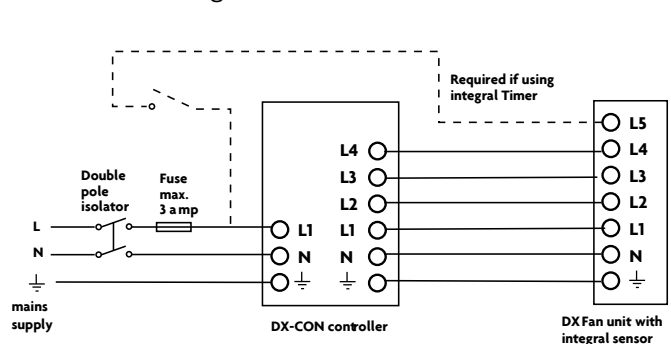 Required if using
integral Timer
L5
L4
L4
L3
L3
Double
pole
isolator
Fuse
max.
3 amp
L2
L2
L
L1
L1
L1
N
N
N
N
mains
supply
DX-CON controller
DX Fan unit with
integral sensor